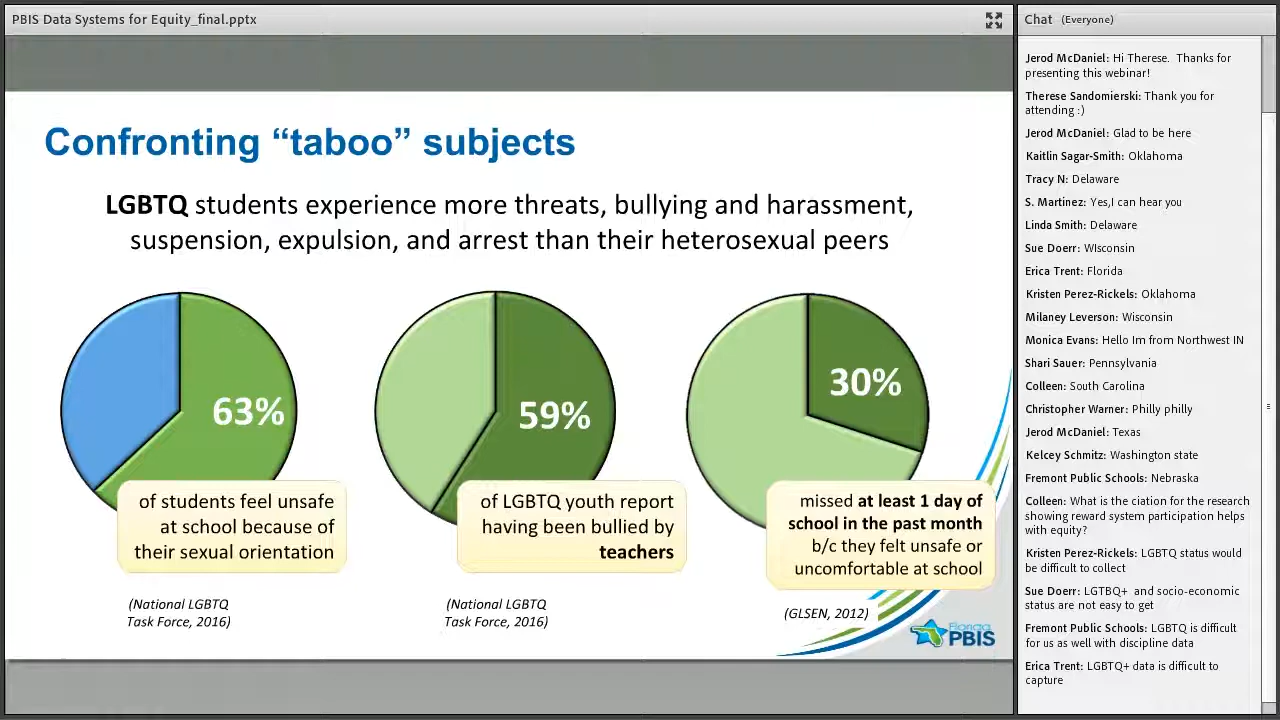 PBIS Data Systems for Equity_final.pptx
Confronting “taboo” subjects
LGBTQ students experience more threats, bullying and harassment,
suspension, expulsion, and arrest than their heterosexual peers
63%
of students feel unsafe
at school because of
their sexual orientation
(National LGBTQ
Task Force, 2016)
59%
of LGBTQ youth report
having been bullied by
teachers
(National LGBTQ
Task Force, 2016)
30%
missed at least 1 day of
school in the past month
b/c they felt unsafe or
uncomfortable at school
(GLSEN, 2012)
Florida
PBIS
Chat (Everyone)
Jerod McDaniel: Hi Therese.  Thanks for
presenting this webinar!
Therese Sandomierski: Thank you for
attending :)
Jerod McDaniel: Glad to be here
Kaitlin Sagar-Smith: Oklahoma
Tracy N: Delaware
S. Martinez: Yes,I can hear you
Linda Smith: Delaware
Sue Doerr: WIsconsin
Erica Trent: Florida
Kristen Perez-Rickels: Oklahoma
Milaney Leverson: Wisconsin
Monica Evans: Hello Im from Northwest IN
Shari Sauer: Pennsylvania
Colleen: South Carolina
Christopher Warner: Philly philly
Jerod McDaniel: Texas
Kelcey Schmitz: Washington state
Fremont Public Schools: Nebraska
Colleen: What is the ciation for the research
showing reward system participation helps
with equity?
Kristen Perez-Rickels: LGBTQ status would
be difficult to collect
Sue Doerr: LGTBQ+  and socio-economic
status are not easy to get
Fremont Public Schools: LGBTQ is difficult
for us as well with discipline data
Erica Trent: LGBTQ+ data is difficult to
capture